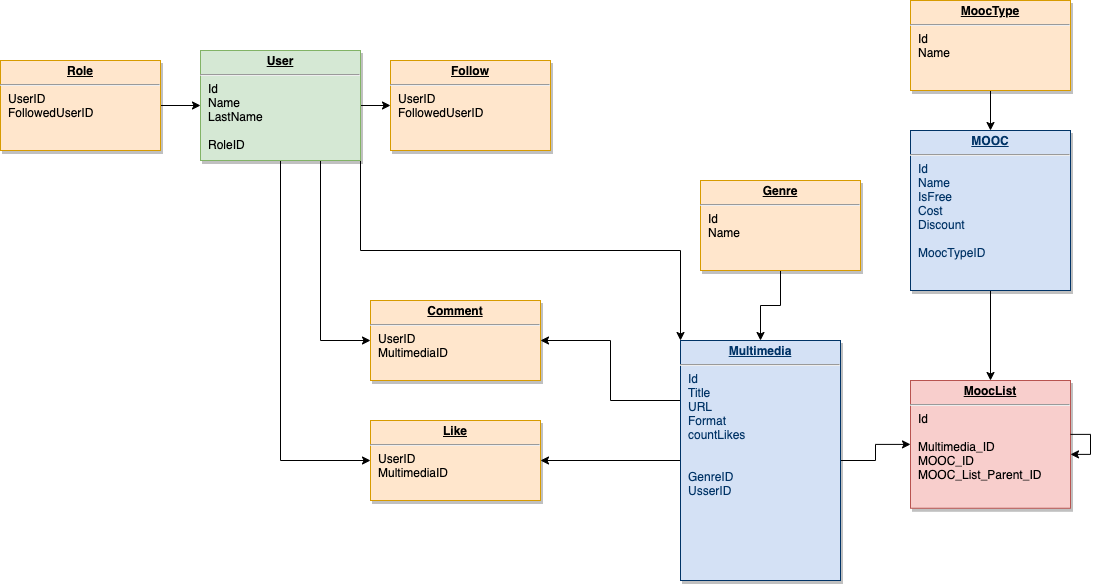 MoocType
Id
Name
Role
UserID
FollowedUserID
User
Id
Name
LastName
RoleID
Follow
UserID
FollowedUserID
MOOC
Id
Name
IsFree
Cost
Discount
MoocTypeID
Genre
Id
Name
Comment
UserID
MultimediaID
Multimedia
Id
Title
URL
Format
countLikes
GenreID
UsserID
MoocList
Id
Multimedia_ID
MOOC_ID
MOOC_List_Parent_ID
Like
UserID
MultimediaID